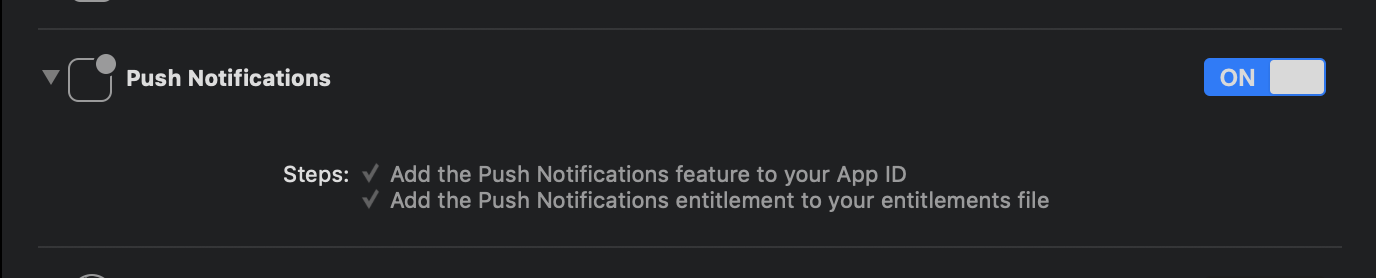 Push Notifications
ON
Steps: ✓ Add the Push Notifications feature to your App ID
✓ Add the Push Notifications entitlement to your entitlements file